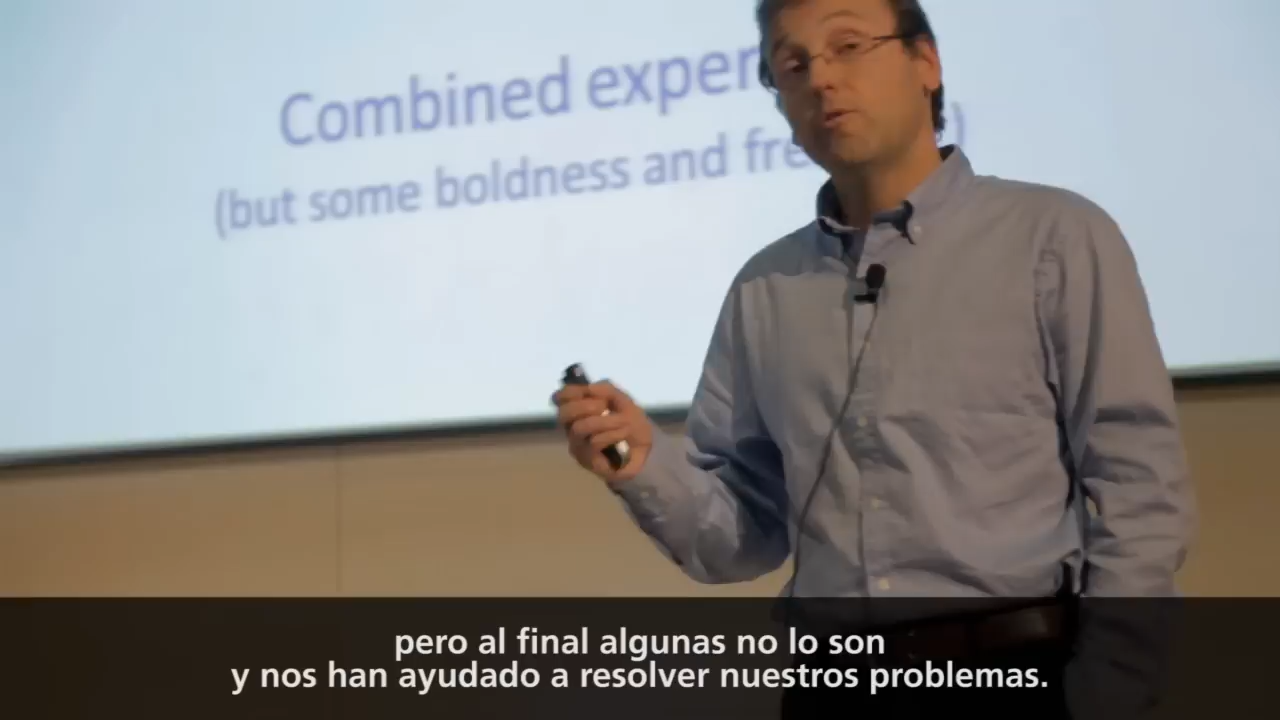 Combined exper
(but some boldness and fre )
pero al final algunas no lo son
y nos han ayudado a resolver nuestros problemas.